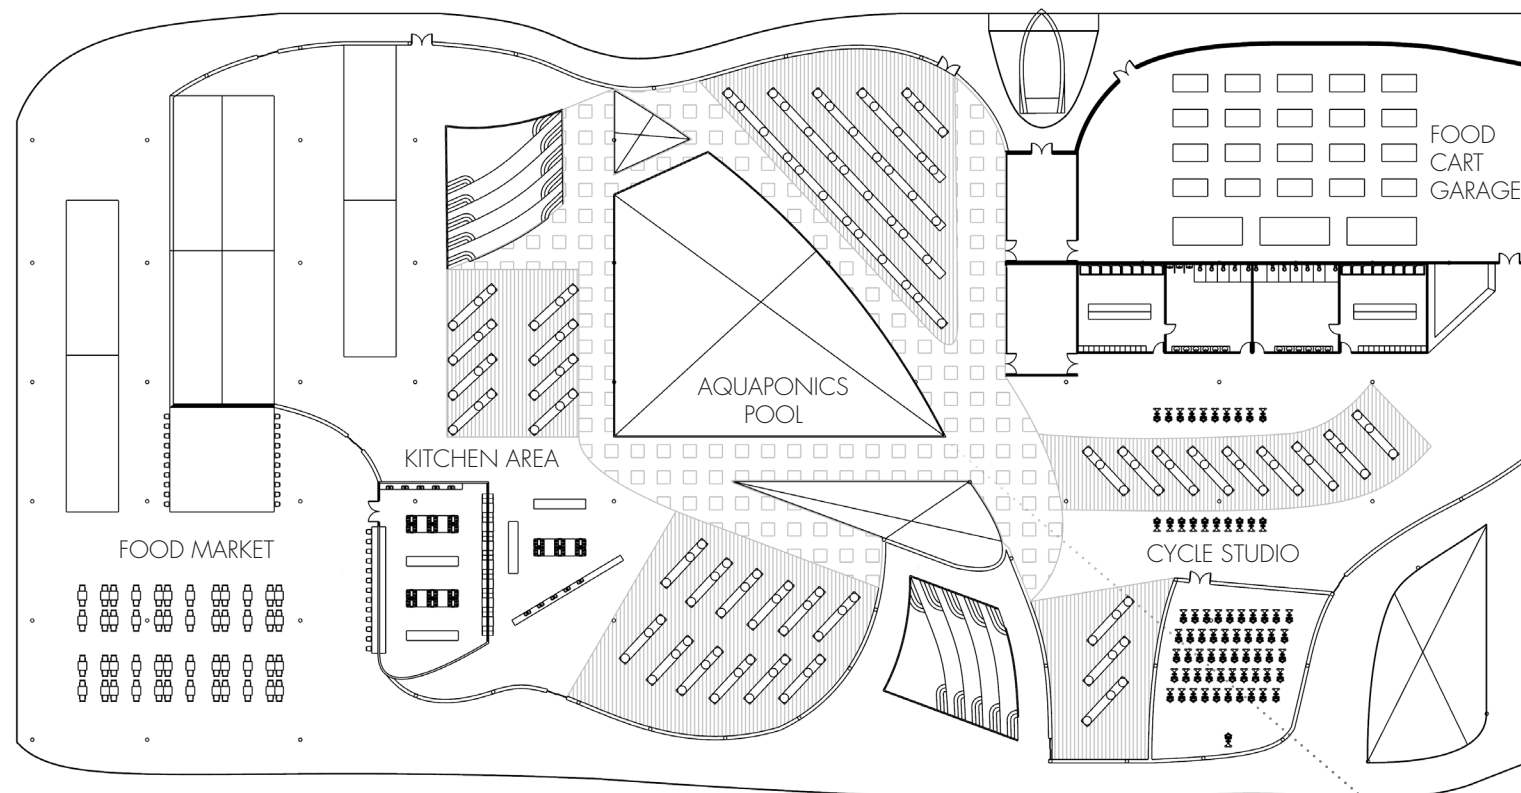 FOOD
CART
GARAGE
AQUAPONICS
POOL
KITCHEN AREA
FOOD MARKET
CYCLE STUDIO